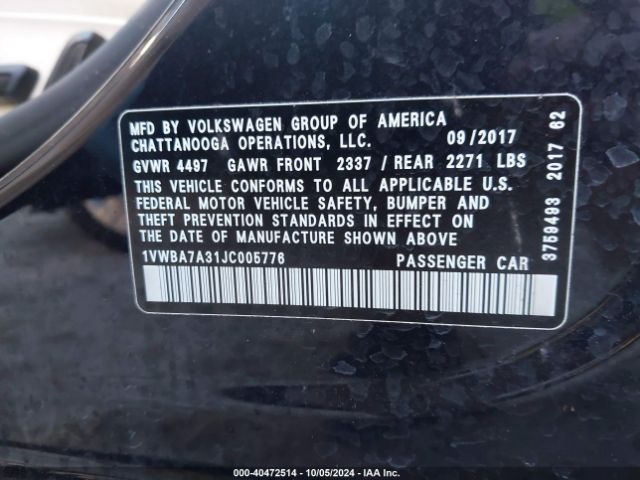 MFD BY VOLKSWAGEN GROUP OF AMERICA
CHATTANOOGA OPERATIONS, LLC. 09/2017
GVWR 4497 GAWR FRONT 2337 / REAR 2271 LBS
THIS VEHICLE CONFORMS TO ALL APPLICABLE U.S.
FEDERAL MOTOR VEHICLE SAFETY, BUMPER AND
THEFT PREVENTION STANDARDS IN EFFECT ON
THE DATE OF MANUFACTURE SHOWN ABOVE
1VWBA7A31JC005776 PASSENGER CAR
3759493 2017 62
000-40472514 - 10/05/2024 - IAA Inc.